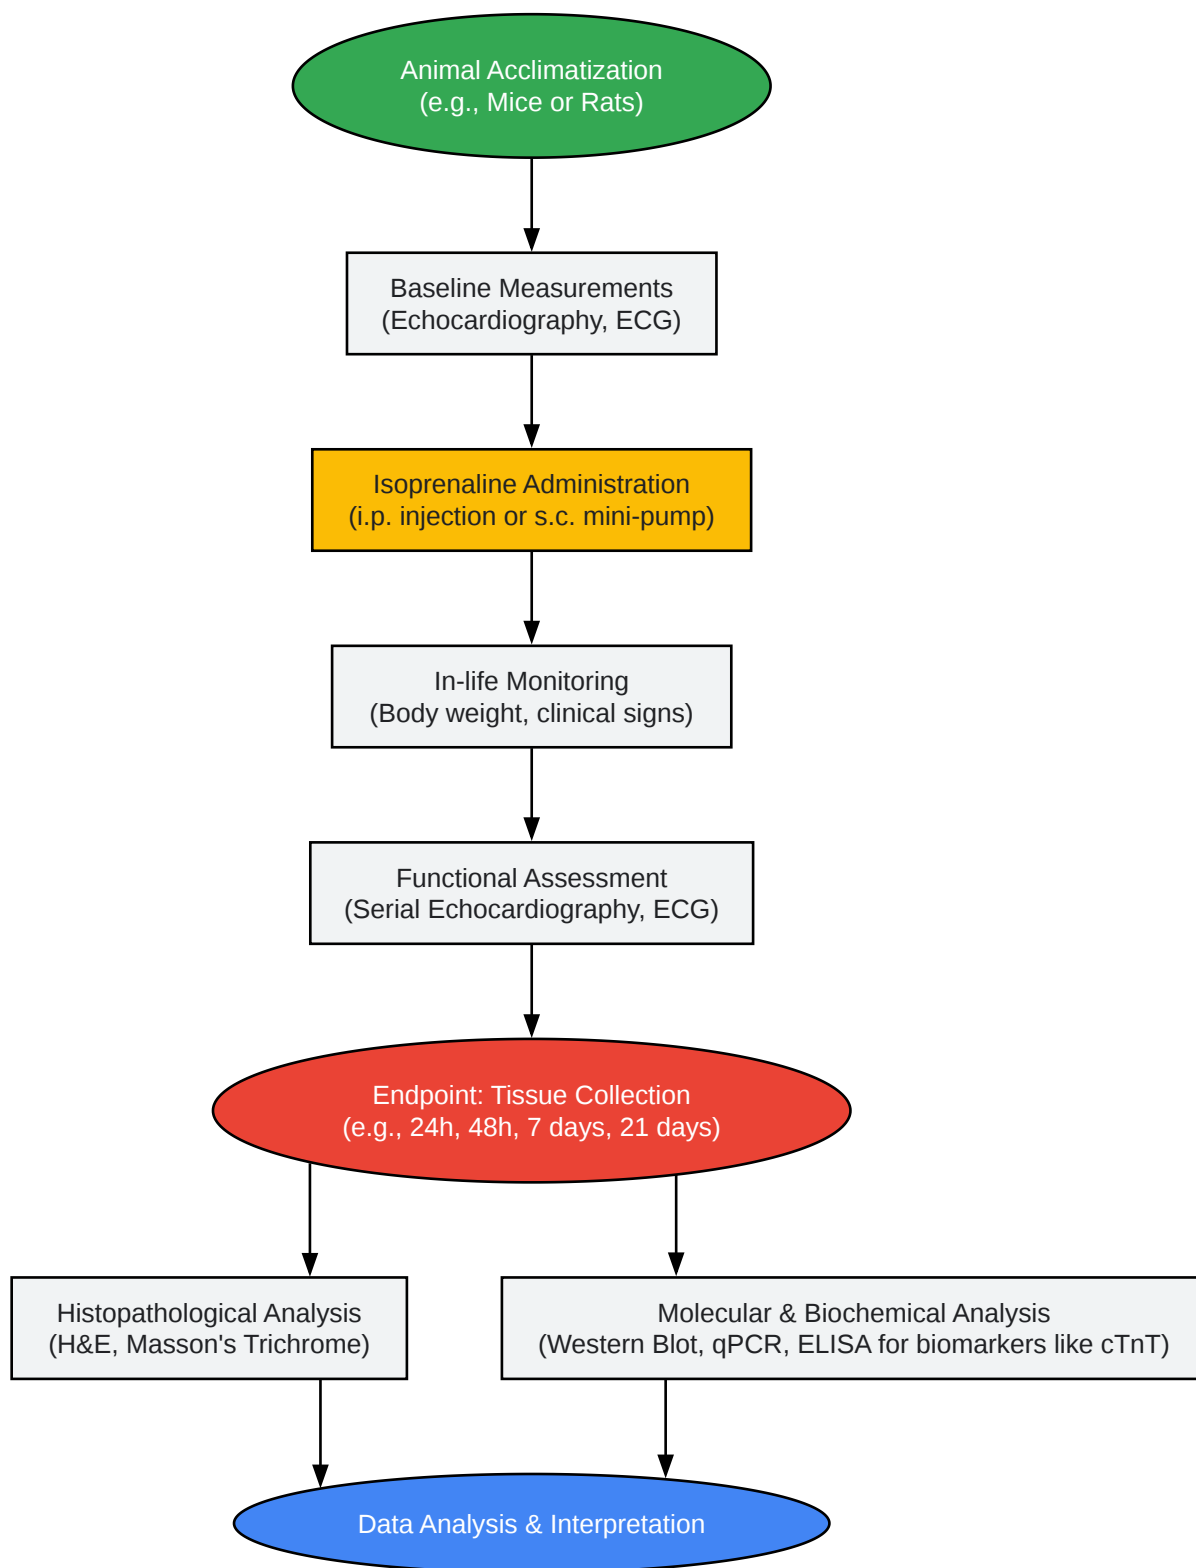 Animal Acclimatization
(e.g., Mice or Rats)
Baseline Measurements
(Echocardiography, ECG)
Isoprenaline Administration
(i.p. injection or s.c. mini-pump)
In-life Monitoring
(Body weight, clinical signs)
Functional Assessment
(Serial Echocardiography, ECG)
Endpoint: Tissue Collection
(e.g., 24h, 48h, 7 days, 21 days)
Histopathological Analysis
(H&E, Masson's Trichrome)
Molecular & Biochemical Analysis
(Western Blot, qPCR, ELISA for biomarkers like cTnT)
Data Analysis & Interpretation